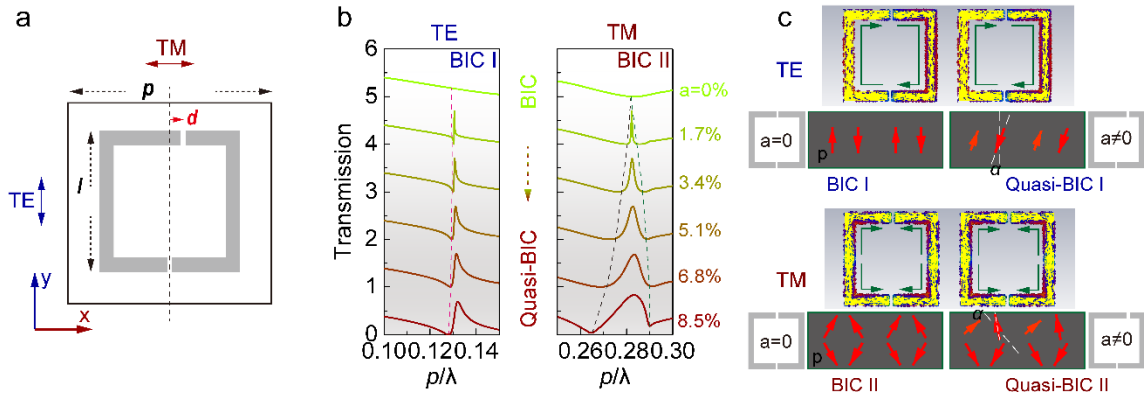 a
TM
p
d
l
TE
y
x
b
TE
TM
BIC I
BIC II
Transmission
6
5
4
3
2
1
0
0.100
0.12
0.14
p/λ
BIC
Quasi-BIC
0.26
0.28
0.30
p/λ
a=0%
1.7%
3.4%
5.1%
6.8%
8.5%
c
TE
a=0
p
α
a≠0
BIC I
Quasi-BIC I
TM
a=0
p
α
a≠0
BIC II
Quasi-BIC II